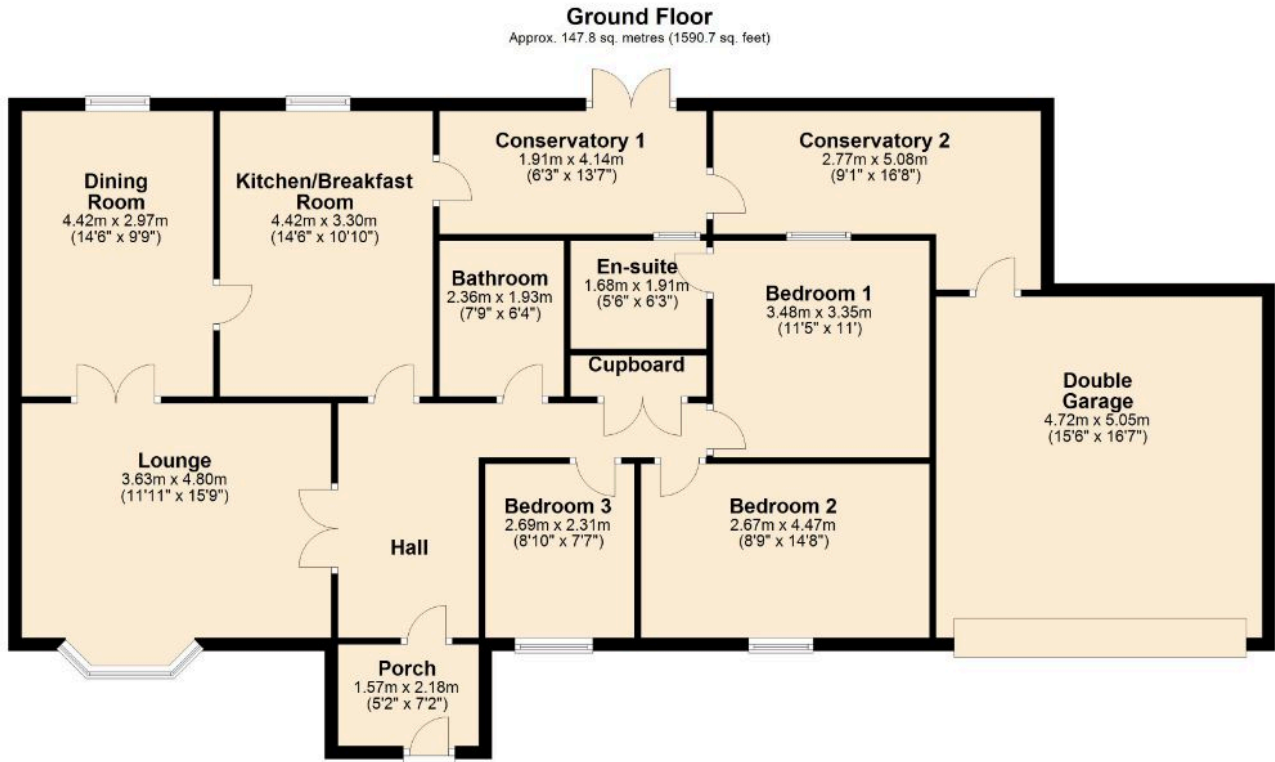 Ground Floor
Approx. 147.8 sq. metres (1590.7 sq. feet)
Conservatory 1
1.91m x 4.14m
(6'3" x 13'7")
Conservatory 2
2.77m x 5.08m
(9'1" x 16'8")
Dining
Room
4.42m x 2.97m
(14'6" x 9'9")
Kitchen/Breakfast
Room
4.42m x 3.30m
(14'6" x 10'10")
Bathroom
2.36m x 1.93m
(7'9" x 6'4")
En-suite
1.68m x 1.91m
(5'6" x 6'3")
Bedroom 1
3.48m x 3.35m
(11'5" x 11')
Cupboard
Double
Garage
4.72m x 5.05m
(15'6" x 16'7")
Lounge
3.63m x 4.80m
(11'11" x 15'9")
Hall
Bedroom 3
2.69m x 2.31m
(8'10" x 7'7")
Bedroom 2
2.67m x 4.47m
(8'9" x 14'8")
Porch
1.57m x 2.18m
(5'2" x 7'2")